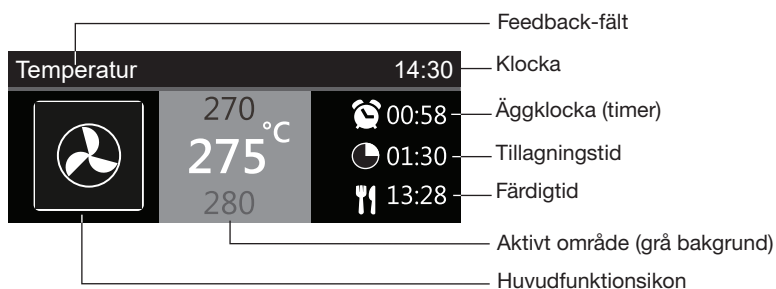 Feedback-fält
Temperatur 14:30
Klocka
270
275 °C
280
00:58
Äggklocka (timer)
01:30
Tillagningstid
13:28
Färdigtid
Aktivt område (grå bakgrund)
Huvudfunktionsikon